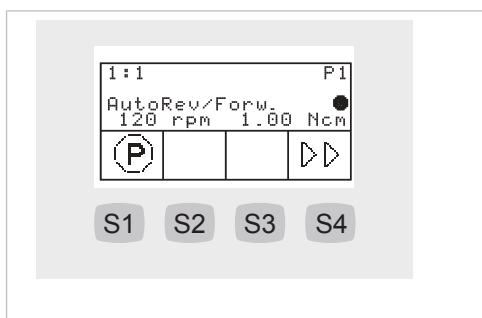 1:1 P1
AutoRev/Forw.
120 rpm 1.00 Ncm
P
S1 S2 S3 S4